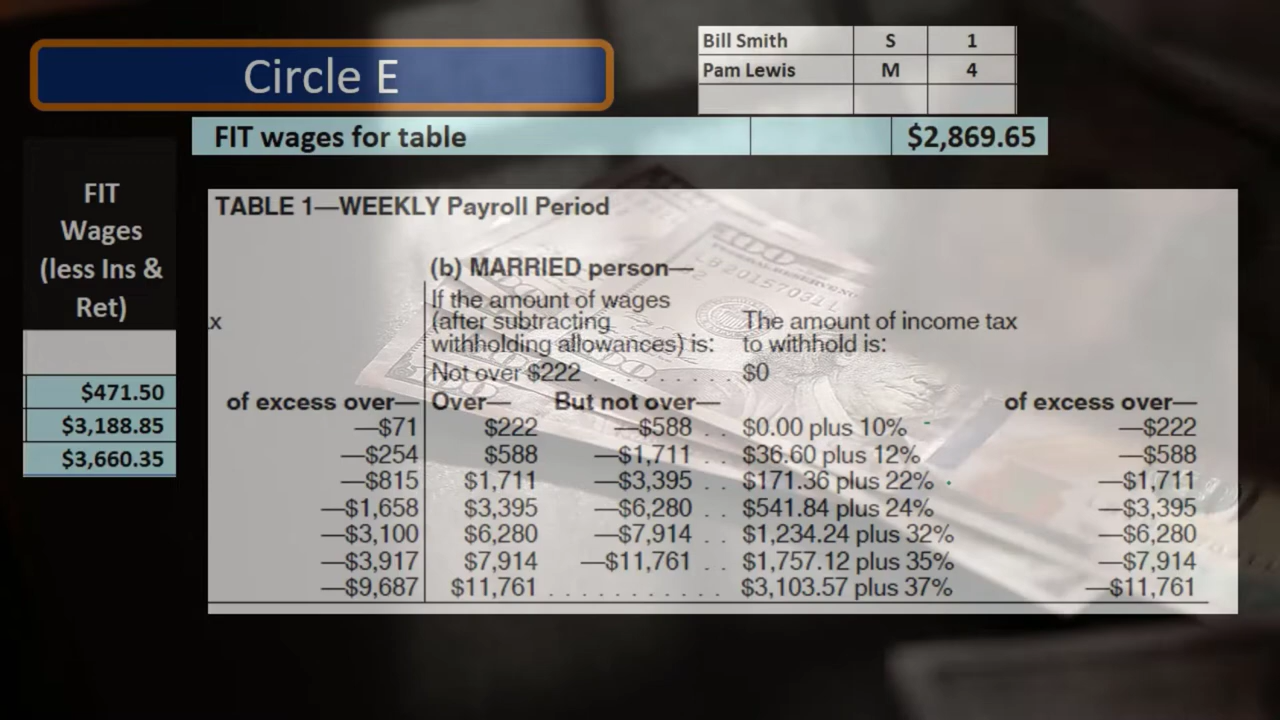 Circle E
Bill Smith S 1
Pam Lewis M 4
FIT wages for table $2,869.65
FIT
Wages
(less Ins &
Ret)
$471.50
$3,188.85
$3,660.35
TABLE 1—WEEKLY Payroll Period
(b) MARRIED person—
If the amount of wages
(after subtracting
withholding allowances) is:
x
The amount of income tax
to withhold is:
Not over $222 . . . . . . . . . . $0
of excess over— Over— But not over— of excess over—
—$71 $222 —$588 . . $0.00 plus 10% —$222
—$254 $588 —$1,711 . . $36.60 plus 12% —$588
—$815 $1,711 —$3,395 . . $171.36 plus 22% —$1,711
—$1,658 $3,395 —$6,280 . . $541.84 plus 24% —$3,395
—$3,100 $6,280 —$7,914 . . $1,234.24 plus 32% —$6,280
—$3,917 $7,914 —$11,761 . . $1,757.12 plus 35% —$7,914
—$9,687 $11,761 . . . . . . . . . . . $3,103.57 plus 37% —$11,761